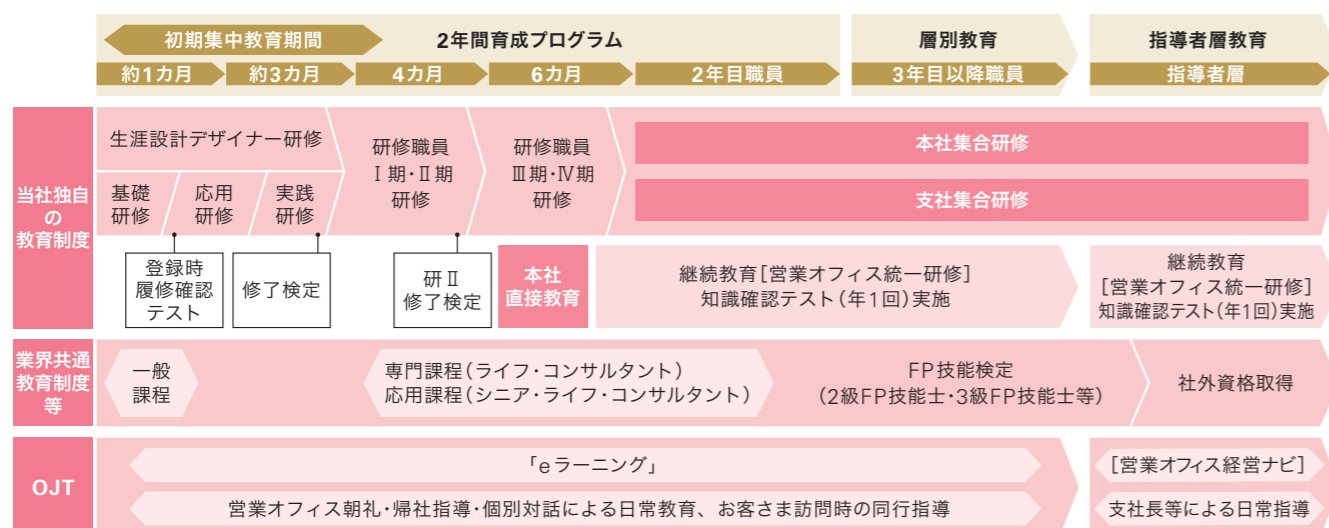 初期集中教育期間
2年間育成プログラム
層別教育
指導者層教育
約1カ月
約3カ月
4カ月
6カ月
2年目職員
3年目以降職員
指導者層
当社独自
の
教育制度
生涯設計デザイナー研修
基礎
研修
応用
研修
実践
研修
研修職員
Ⅰ期・Ⅱ期
研修
研修職員
Ⅲ期・Ⅳ期
研修
本社集合研修
支社集合研修
登録時
履修確認
テスト
修了検定
研Ⅱ
修了検定
本社
直接教育
継続教育[営業オフィス統一研修]
知識確認テスト(年1回)実施
継続教育
[営業オフィス統一研修]
知識確認テスト(年1回)実施
業界共通
教育制度
等
一般
課程
専門課程(ライフ・コンサルタント)
応用課程(シニア・ライフ・コンサルタント)
FP技能検定
(2級FP技能士・3級FP技能士等)
社外資格取得
OJT
「eラーニング」
営業オフィス朝礼・帰社指導・個別対話による日常教育、お客さま訪問時の同行指導
[営業オフィス経営ナビ]
支社長等による日常指導